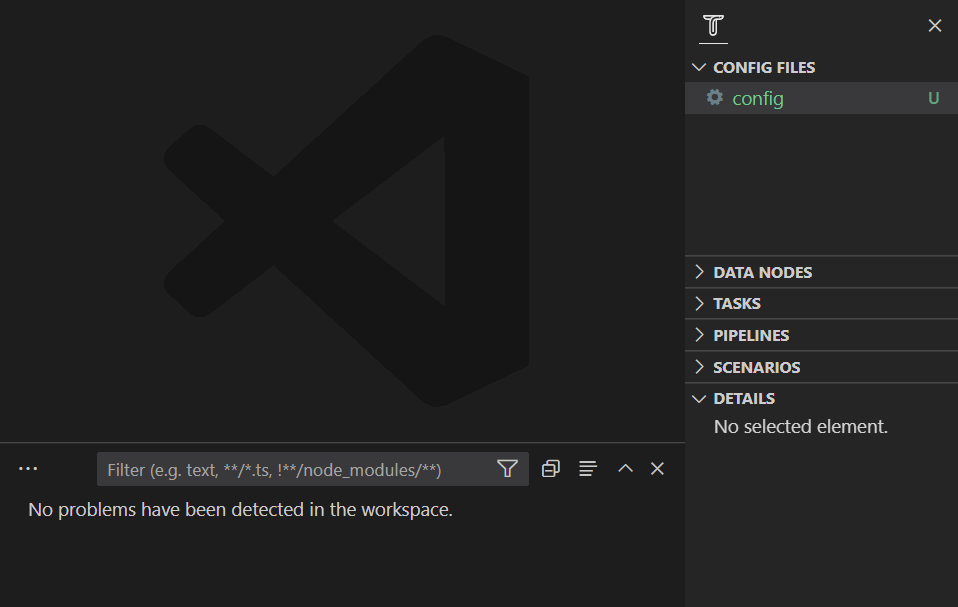 CONFIG FILES
config
U
DATA NODES
TASKS
PIPELINES
SCENARIOS
DETAILS
No selected element.
Filter (e.g. text, **/*.ts, !**/node_modules/**)
No problems have been detected in the workspace.